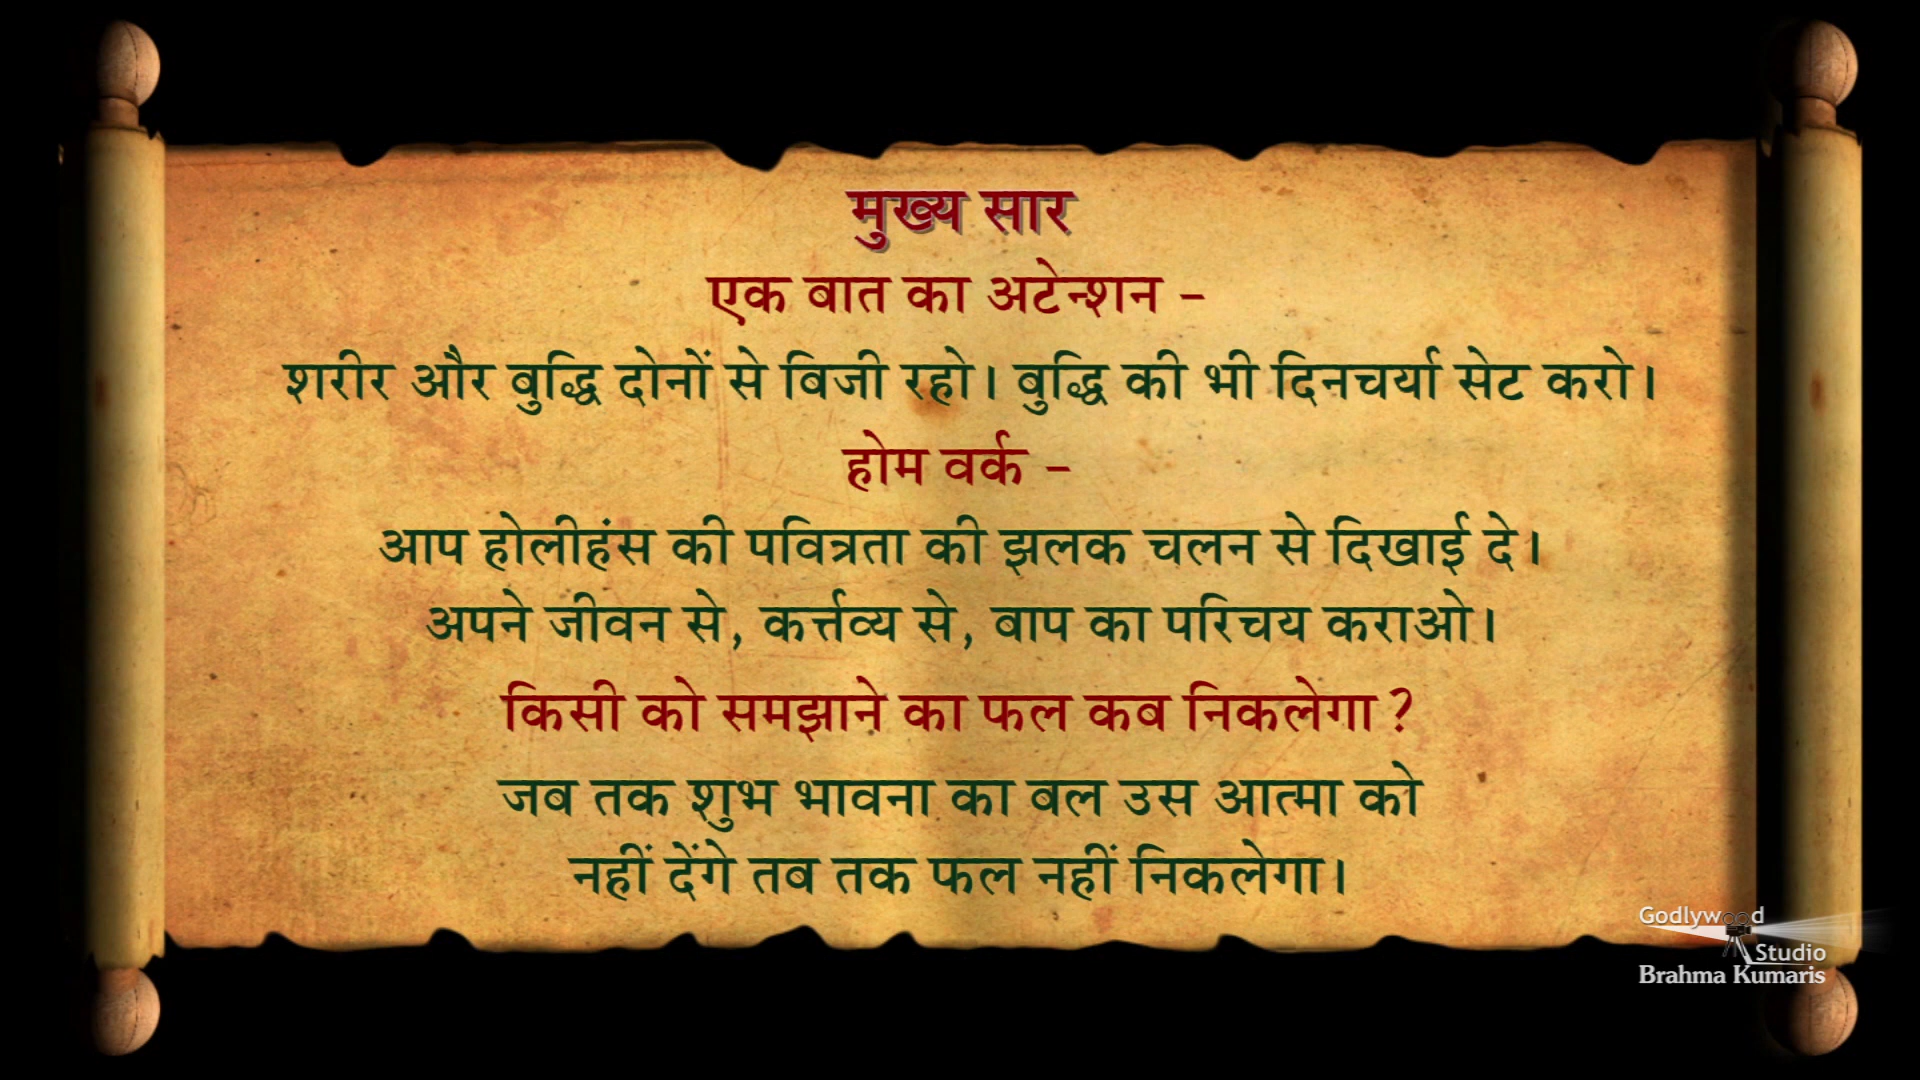 मुख्य सार
एक बात का अटेन्शन -
शरीर और बुद्धि दोनों से बिजी रहो। बुद्धि की भी दिनचर्या सेट करो।
होम वर्क -
आप होलीहंस की पवित्रता की झलक चलन से दिखाई दे।
अपने जीवन से, कर्त्तव्य से, बाप का परिचय कराओ।
किसी को समझाने का फल कब निकलेगा ?
जब तक शुभ भावना का बल उस आत्मा को
नहीं देंगे तब तक फल नहीं निकलेगा।
Godlywood
Studio
Brahma Kumaris